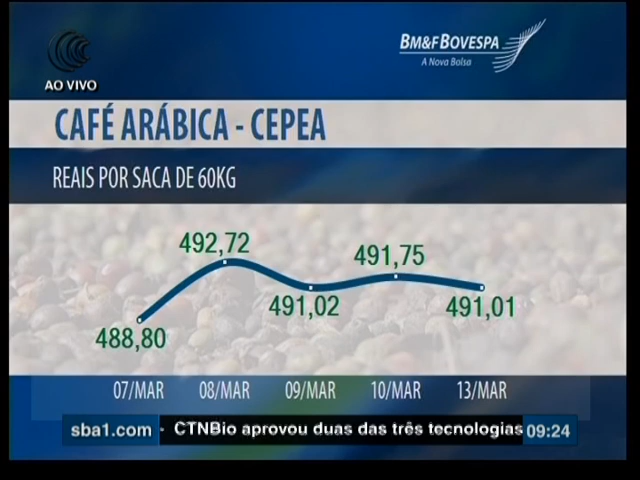 BM&FBOVESPA
A Nova Bolsa
AO VIVO
CAFÉ ARÁBICA - CEPEA
REAIS POR SACA DE 60KG
492,72
491,75
491,02
491,01
488,80
07/MAR 08/MAR 09/MAR 10/MAR 13/MAR
sba1.com CTNBio aprovou duas das três tecnologias 09:24